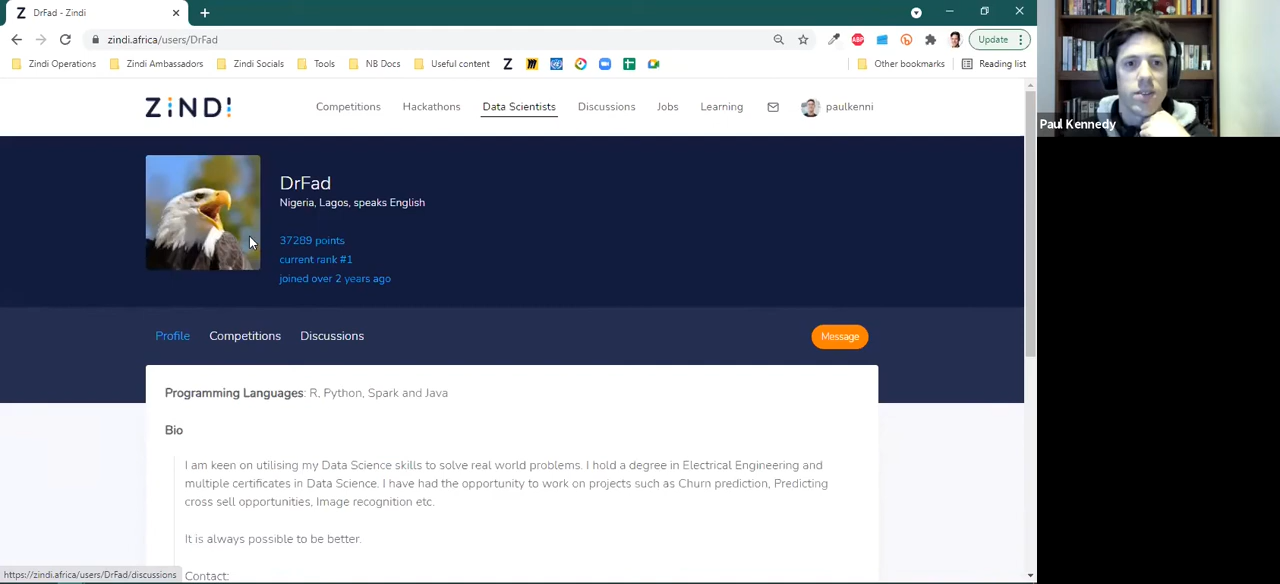 DrFad - Zindi
zindi.africa/users/DrFad
Update
Zindi Operations
Zindi Ambassadors
Zindi Socials
Tools
NB Docs
Useful content
Other bookmarks
Reading list
ZINDI
Competitions
Hackathons
Data Scientists
Discussions
Jobs
Learning
paulkenni
Paul Kennedy
DrFad
Nigeria, Lagos, speaks English
37289 points
current rank #1
joined over 2 years ago
Profile
Competitions
Discussions
Message
Programming Languages: R, Python, Spark and Java
Bio
I am keen on utilising my Data Science skills to solve real world problems. I hold a degree in Electrical Engineering and
multiple certificates in Data Science. I have had the opportunity to work on projects such as Churn prediction, Predicting
cross sell opportunities, Image recognition etc.
It is always possible to be better.
Contact:
https://zindi.africa/users/DrFad/discussions